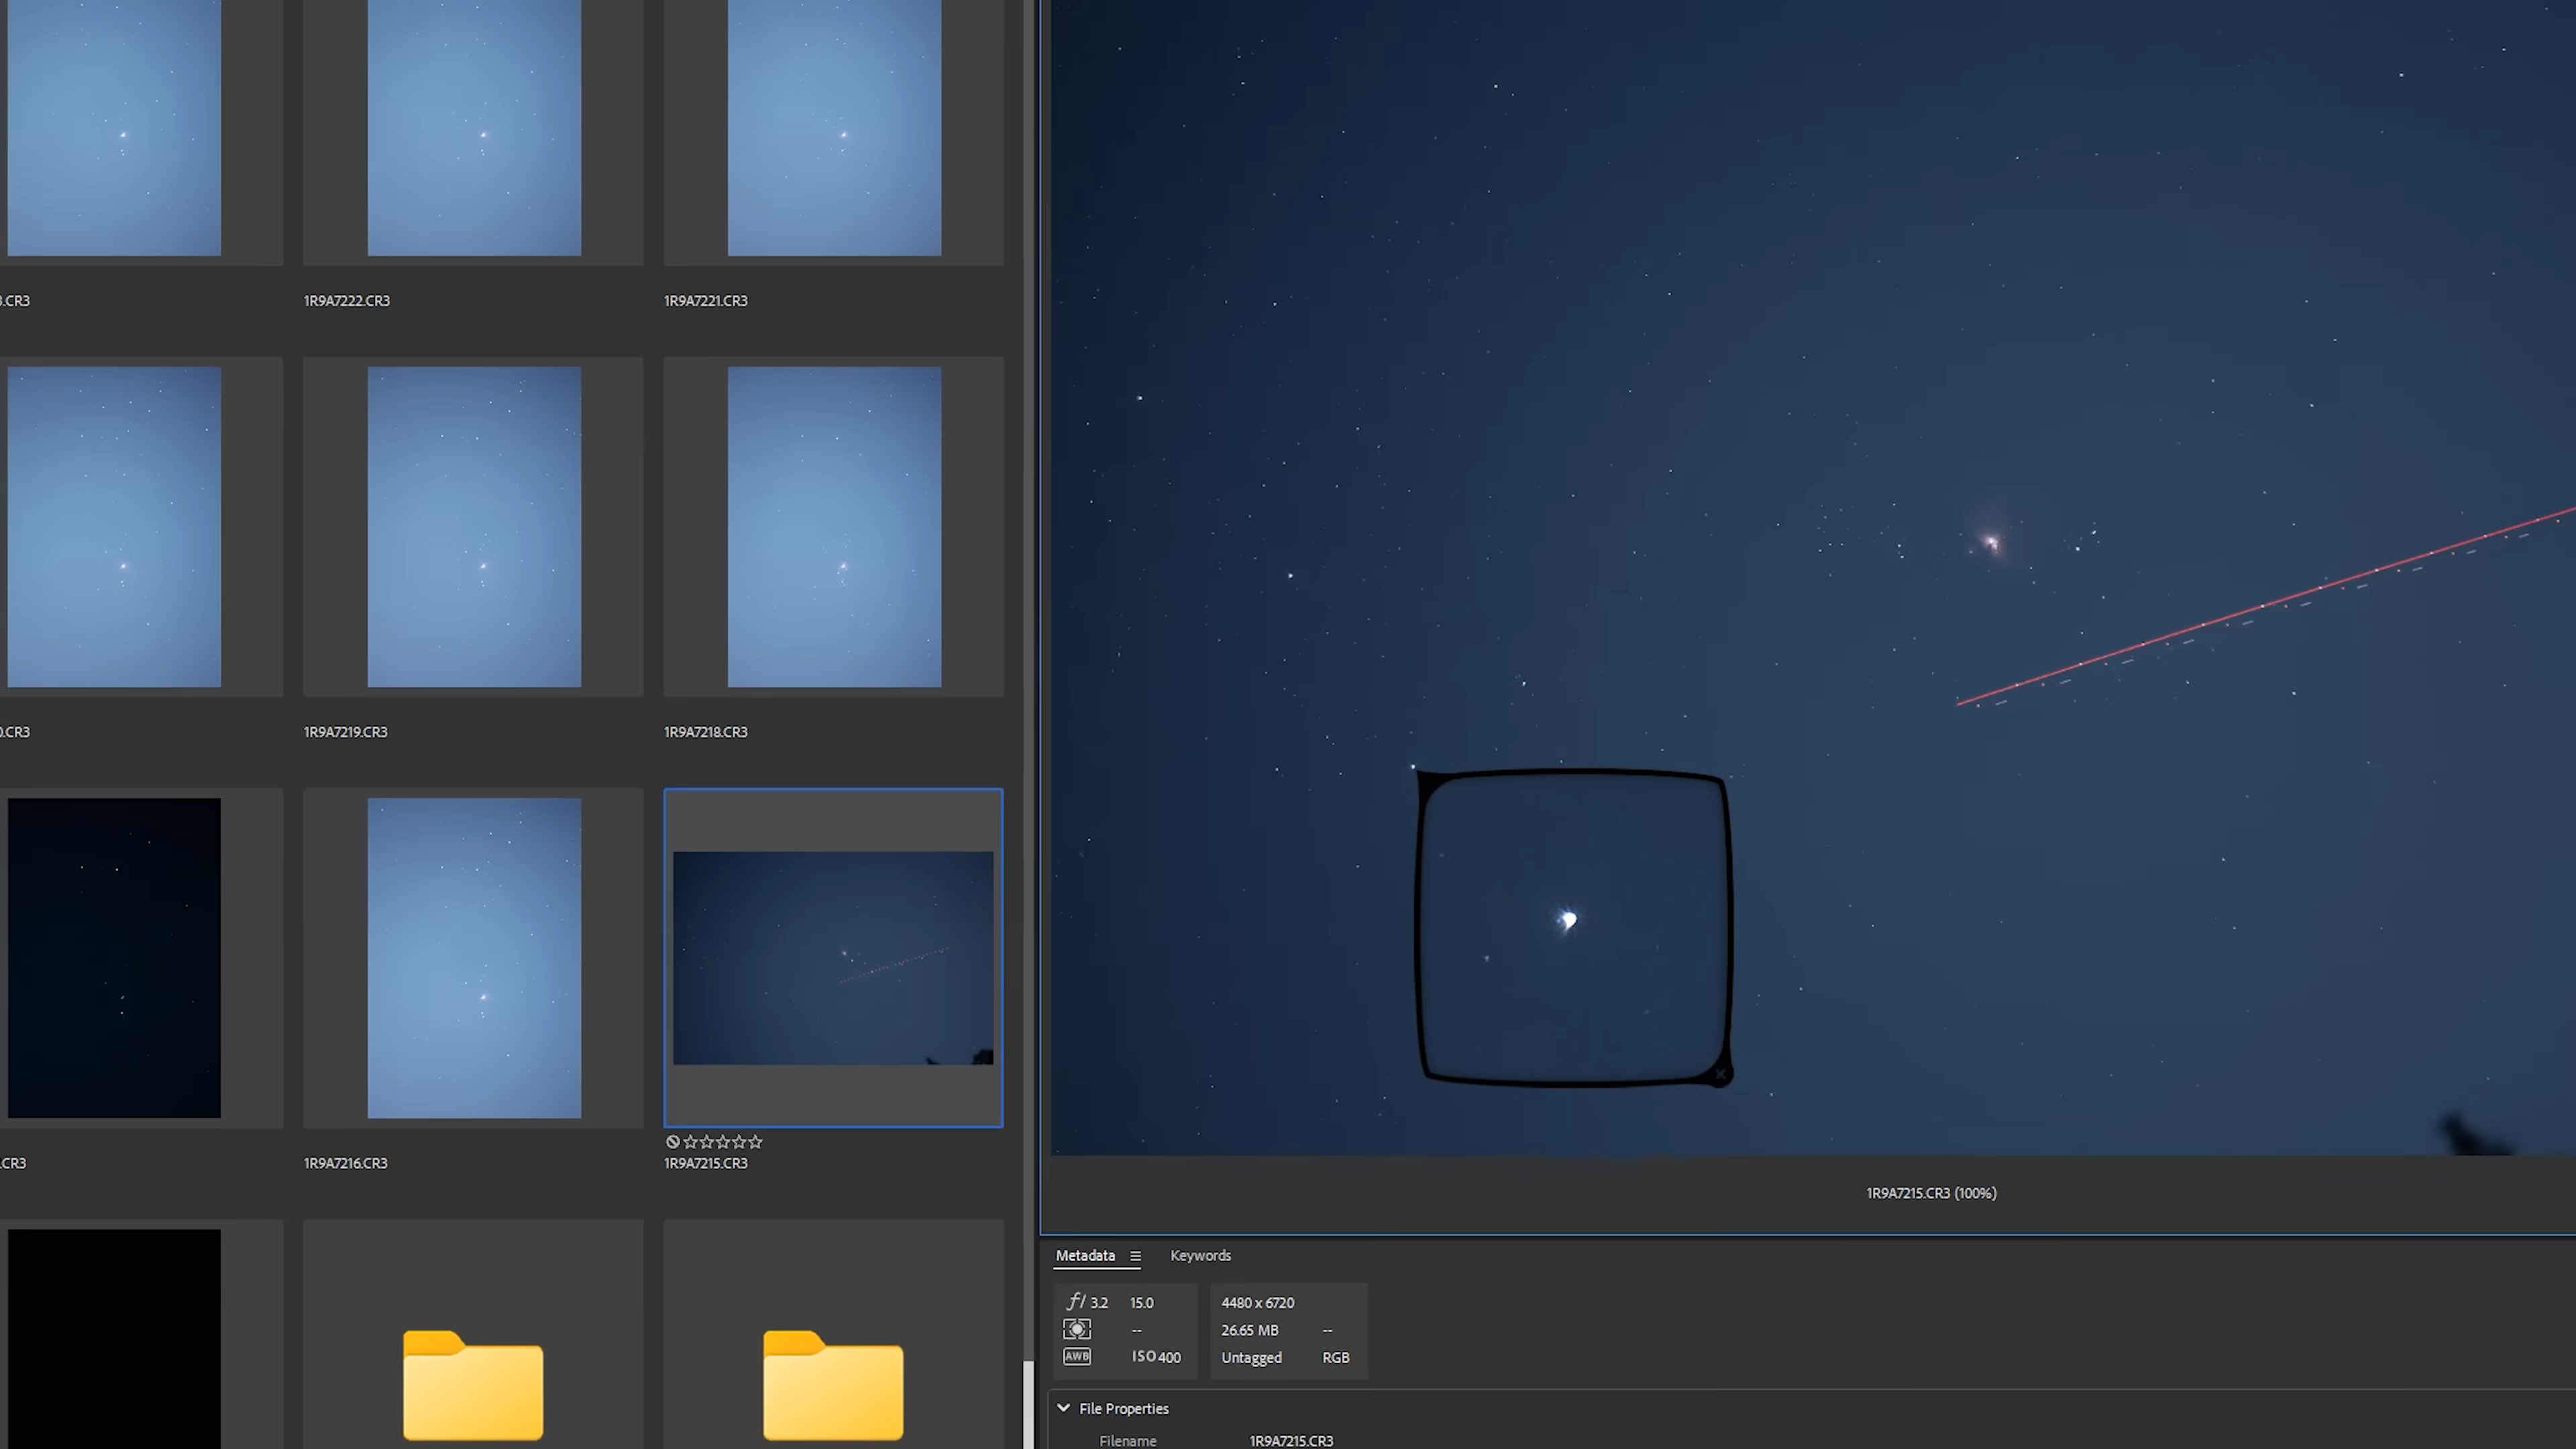 .CR3
1R9A7222.CR3
1R9A7221.CR3
.CR3
1R9A7219.CR3
1R9A7218.CR3
.CR3
1R9A7216.CR3
1R9A7215.CR3
1R9A7215.CR3 (100%)
Metadata
Keywords
f/ 3.2 15.0
--
AWB ISO 400
4480 x 6720
26.65 MB --
Untagged RGB
File Properties
Filename 1R9A7215.CR3